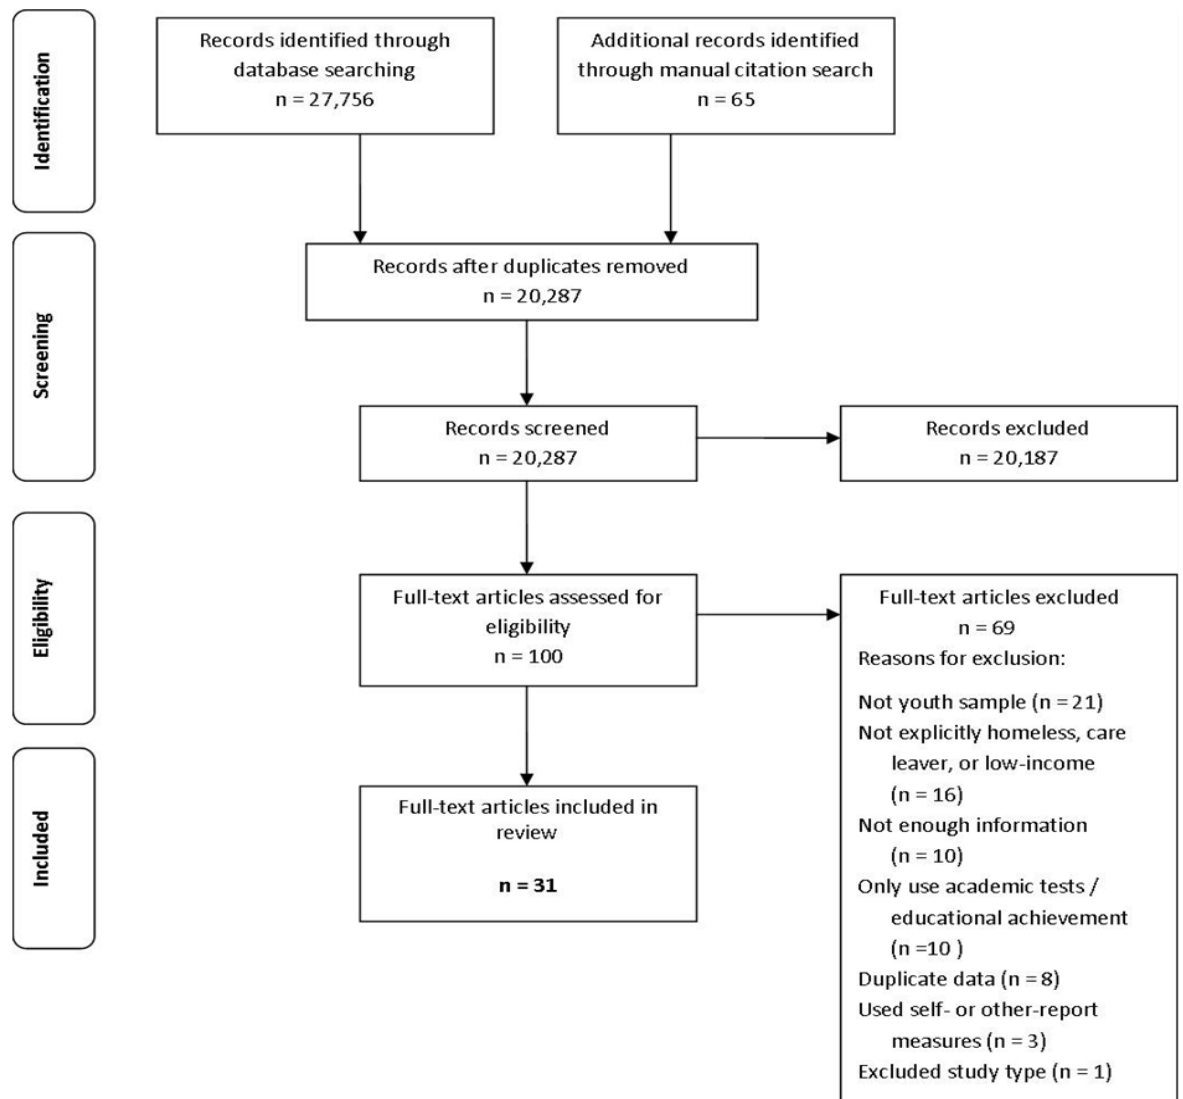 Identification
Records identified through
database searching
n = 27,756
Additional records identified
through manual citation search
n = 65
Screening
Records after duplicates removed
n = 20,287
Records screened
n = 20,287
Records excluded
n = 20,187
Eligibility
Full-text articles assessed for
eligibility
n = 100
Full-text articles excluded
n = 69
Reasons for exclusion:
Not youth sample (n = 21)
Not explicitly homeless, care
leaver, or low-income
(n = 16)
Not enough information
(n = 10)
Only use academic tests /
educational achievement
(n =10 )
Duplicate data (n = 8)
Used self- or other-report
measures (n = 3)
Excluded study type (n = 1)
Included
Full-text articles included in
review
n = 31